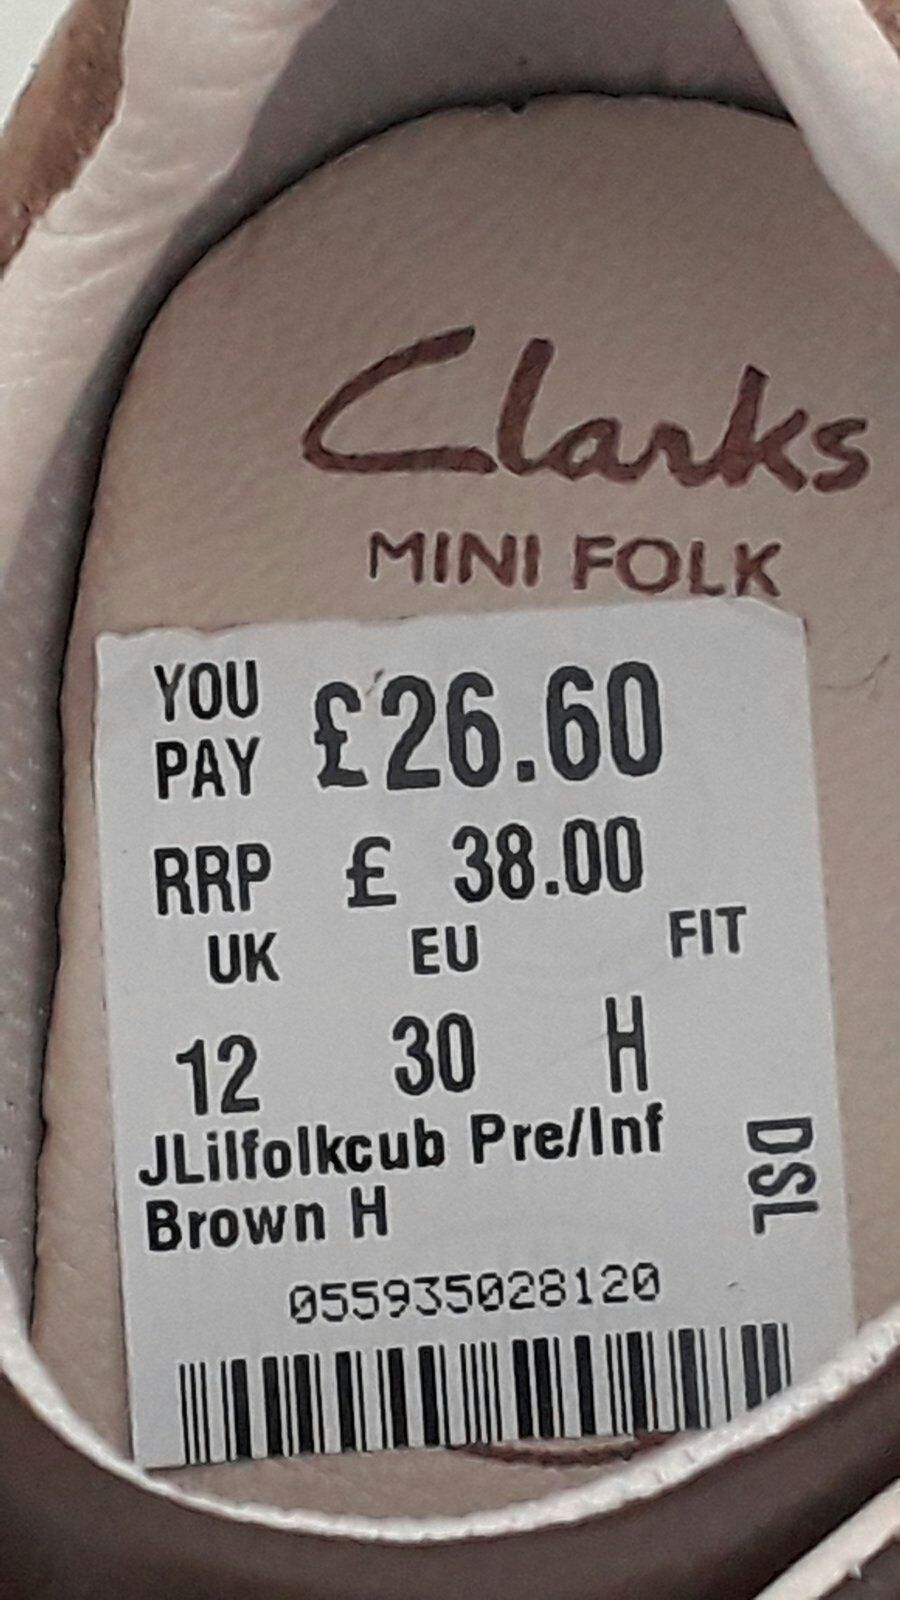 Clarks
MINI FOLK
YOU PAY £26.60
RRP £ 38.00
UK EU FIT
12 30 H
JLilfolkcub Pre/Inf
Brown H
DSL
055935028120